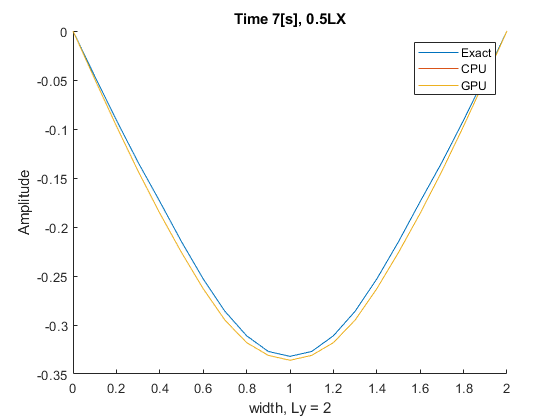 Time 7[s], 0.5LX
Exact
CPU
GPU
Amplitude
0
-0.05
-0.1
-0.15
-0.2
-0.25
-0.3
-0.35
0 0.2 0.4 0.6 0.8 1 1.2 1.4 1.6 1.8 2
width, Ly = 2